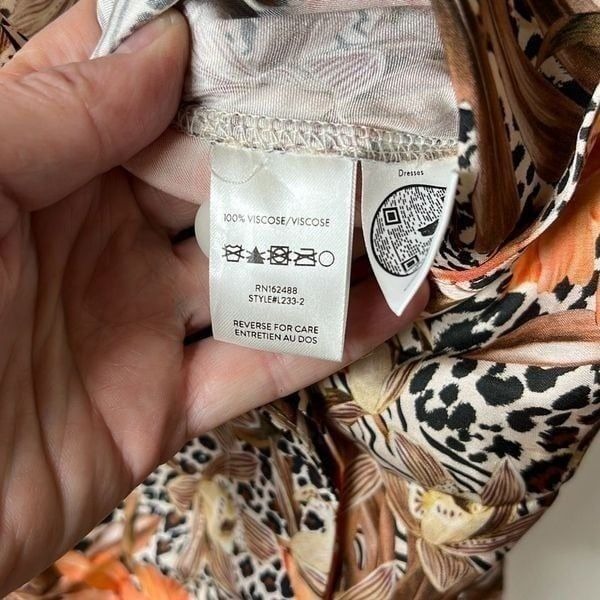 Dresses
100% VISCOSE/VISCOSE
RN162488
STYLE#L233-2
REVERSE FOR CARE
ENTRETIEN AU DOS